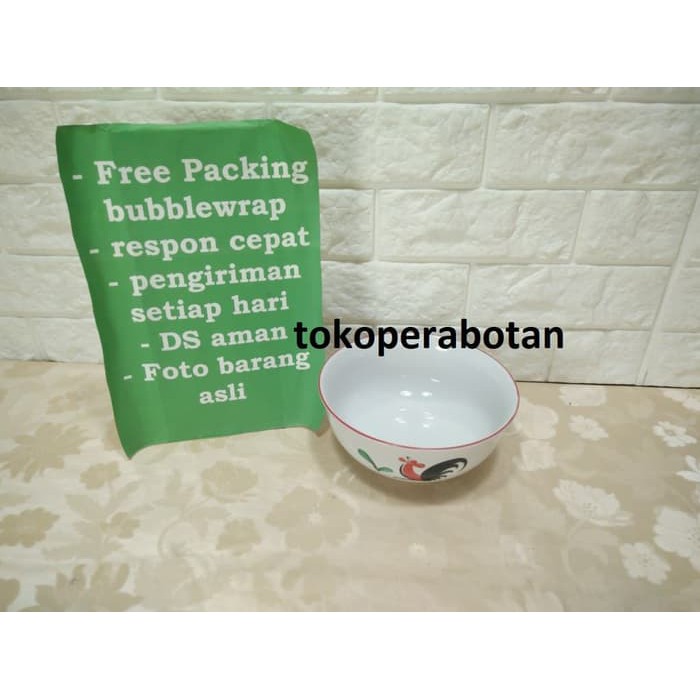 - Free Packing
bubblewrap
- respon cepat
- pengiriman
setiap hari
- DS aman
- Foto barang
asli
tokoperabotan